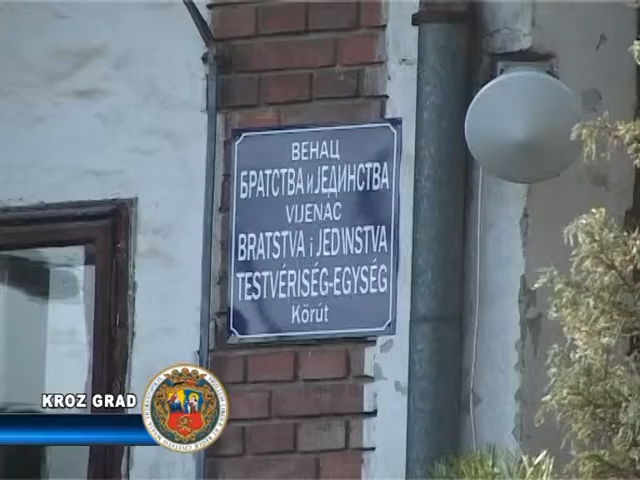 ВЕНАЦ
БРАТСТВА И ЈЕДИНСТВА
VIJENAC
BRATSTVA i JEDINSTVA
TESTVÉRISÉG-EGYSÉG
Körút
KROZ GRAD